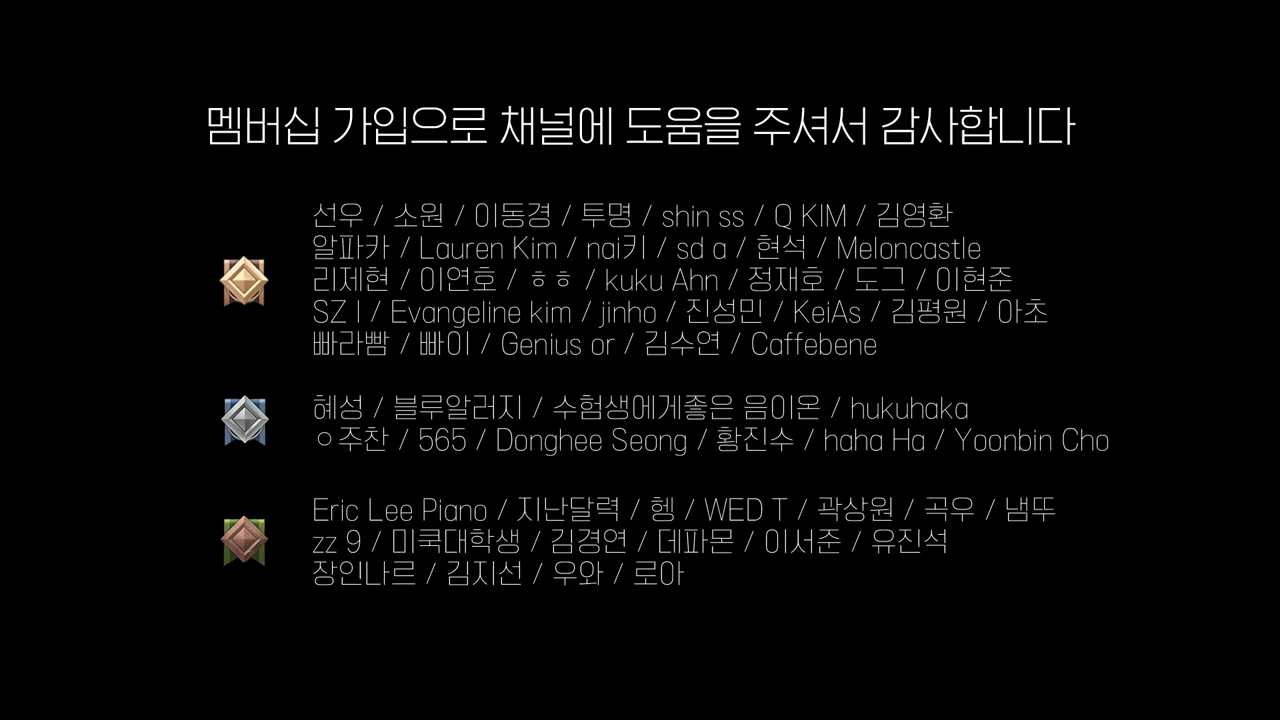 멤버십 가입으로 채널에 도움을 주셔서 감사합니다
선우 / 소원 / 이동경 / 투명 / shin ss / Q KIM / 김영환
알파카 / Lauren Kim / nai키 / sd a / 현석 / Meloncastle
리제현 / 이연호 / ㅎㅎ / kuku Ahn / 정재호 / 도그 / 이현준
SZ l / Evangeline kim / jinho / 진성민 / KeiAs / 김평원 / 아초
빠라빰 / 빠이 / Genius or / 김수연 / Caffebene
혜성 / 블루알러지 / 수험생에게좋은 음이온 / hukuhaka
ㅇ주찬 / 565 / Donghee Seong / 황진수 / haha Ha / Yoonbin Cho
Eric Lee Piano / 지난달력 / 헹 / WED T / 곽상원 / 곡우 / 냄뚜
zz 9 / 미쿡대학생 / 김경연 / 데파몬 / 이서준 / 유진석
장인나르 / 김지선 / 우와 / 로아